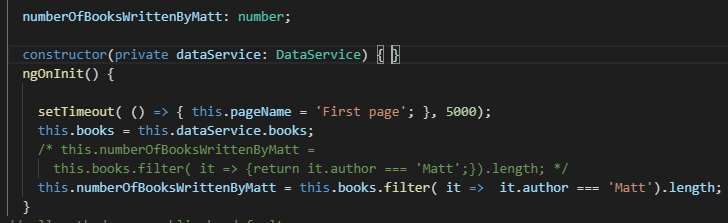 numberOfBooksWrittenByMatt: number;
constructor(private dataService: DataService) { }
ngOnInit() {
setTimeout( () => { this.pageName = 'First page'; }, 5000);
this.books = this.dataService.books;
/* this.numberOfBooksWrittenByMatt =
this.books.filter( it => {return it.author === 'Matt';}).length; */
this.numberOfBooksWrittenByMatt = this.books.filter( it =>  it.author === 'Matt').length;
}